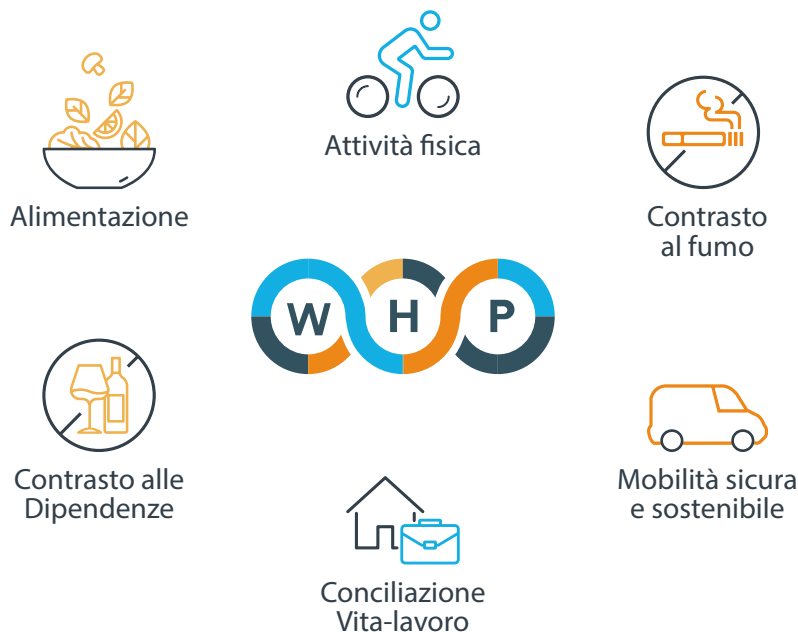 Attività fisica
Alimentazione
Contrasto
al fumo
W H P
Contrasto alle
Dipendenze
Mobilità sicura
e sostenibile
Conciliazione
Vita-lavoro